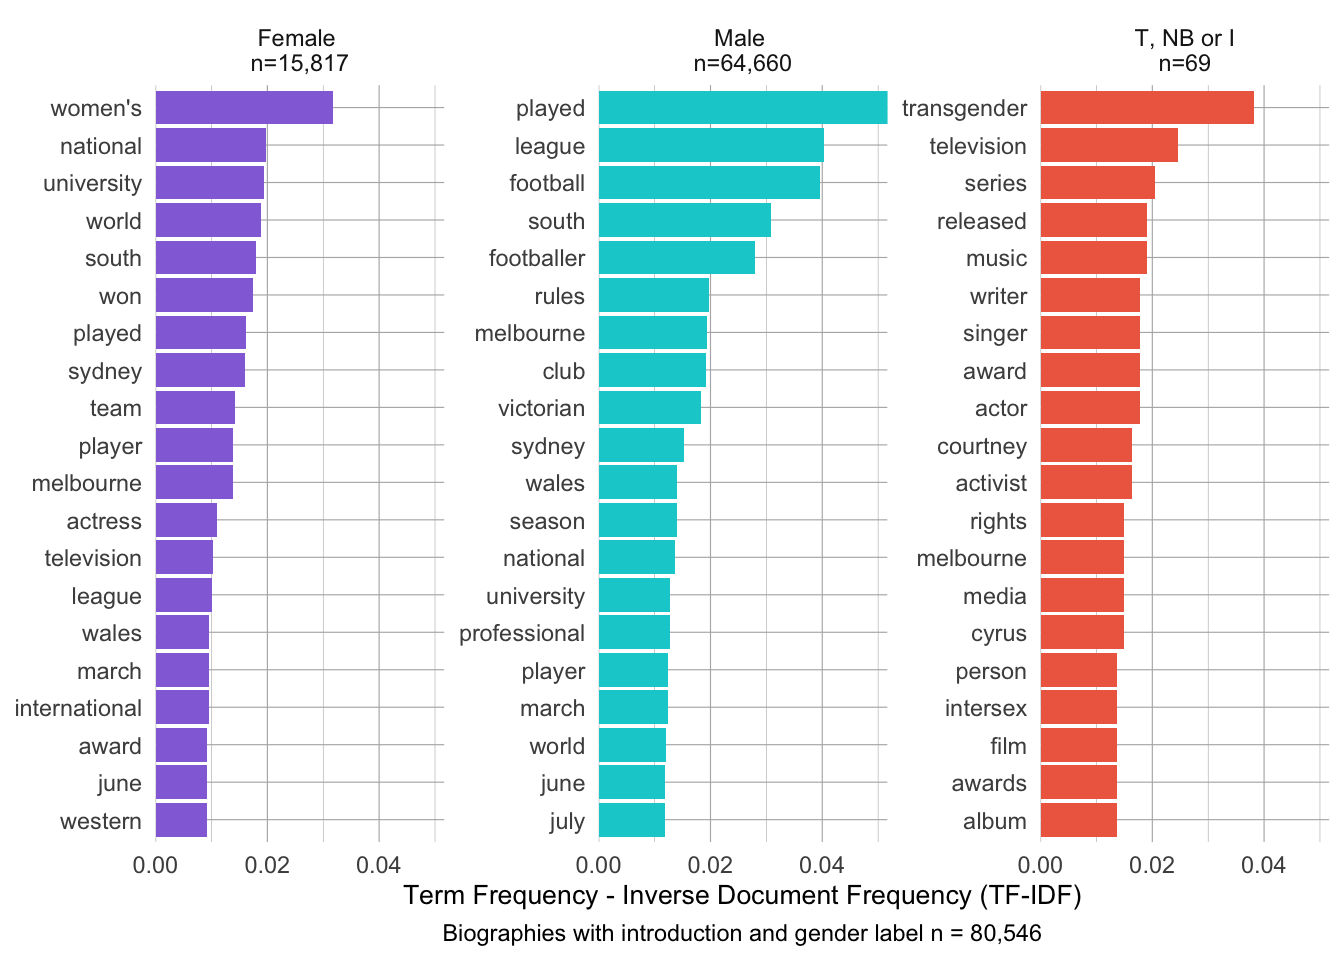 Female
n=15,817
women's
national
university
world
south
won
played
sydney
team
player
melbourne
actress
television
league
wales
march
international
award
june
western
0.00 0.02 0.04
Male
n=64,660
played
league
football
south
footballer
rules
melbourne
club
victorian
sydney
wales
season
national
university
professional
player
march
world
june
july
0.00 0.02 0.04
T, NB or I
n=69
transgender
television
series
released
music
writer
singer
award
actor
courtney
activist
rights
melbourne
media
cyrus
person
intersex
film
awards
album
0.00 0.02 0.04
Term Frequency - Inverse Document Frequency (TF-IDF)
Biographies with introduction and gender label n = 80,546